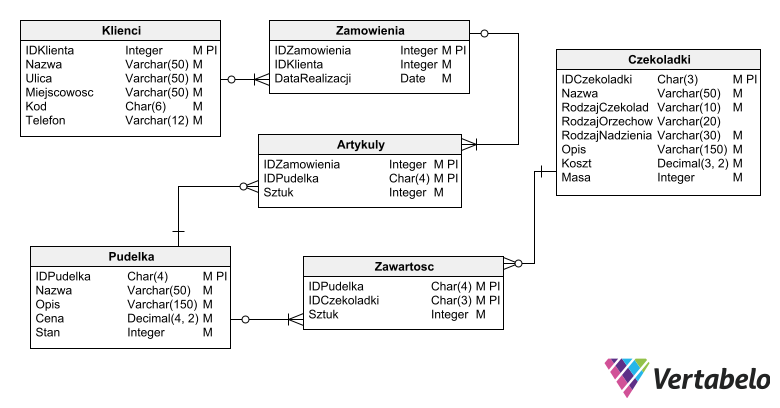 Klienci
IDKlienta Integer M PI
Nazwa Varchar(50) M
Ulica Varchar(50) M
Miejscowosc Varchar(50) M
Kod Char(6) M
Telefon Varchar(12) M
Zamowienia
IDZamowienia Integer M PI
IDKlienta Integer M
DataRealizacji Date M
Czekoladki
IDCzekoladki Char(3) M PI
Nazwa Varchar(50) M
RodzajCzekolad Varchar(10) M
RodzajOrzechow Varchar(20)
RodzajNadzienia Varchar(30) M
Opis Varchar(150) M
Koszt Decimal(3, 2) M
Masa Integer M
Artykuly
IDZamowienia Integer M PI
IDPudelka Char(4) M PI
Sztuk Integer M
Pudelka
IDPudelka Char(4) M PI
Nazwa Varchar(50) M
Opis Varchar(150) M
Cena Decimal(4, 2) M
Stan Integer M
Zawartosc
IDPudelka Char(4) M PI
IDCzekoladki Char(3) M PI
Sztuk Integer M
Vertabelo